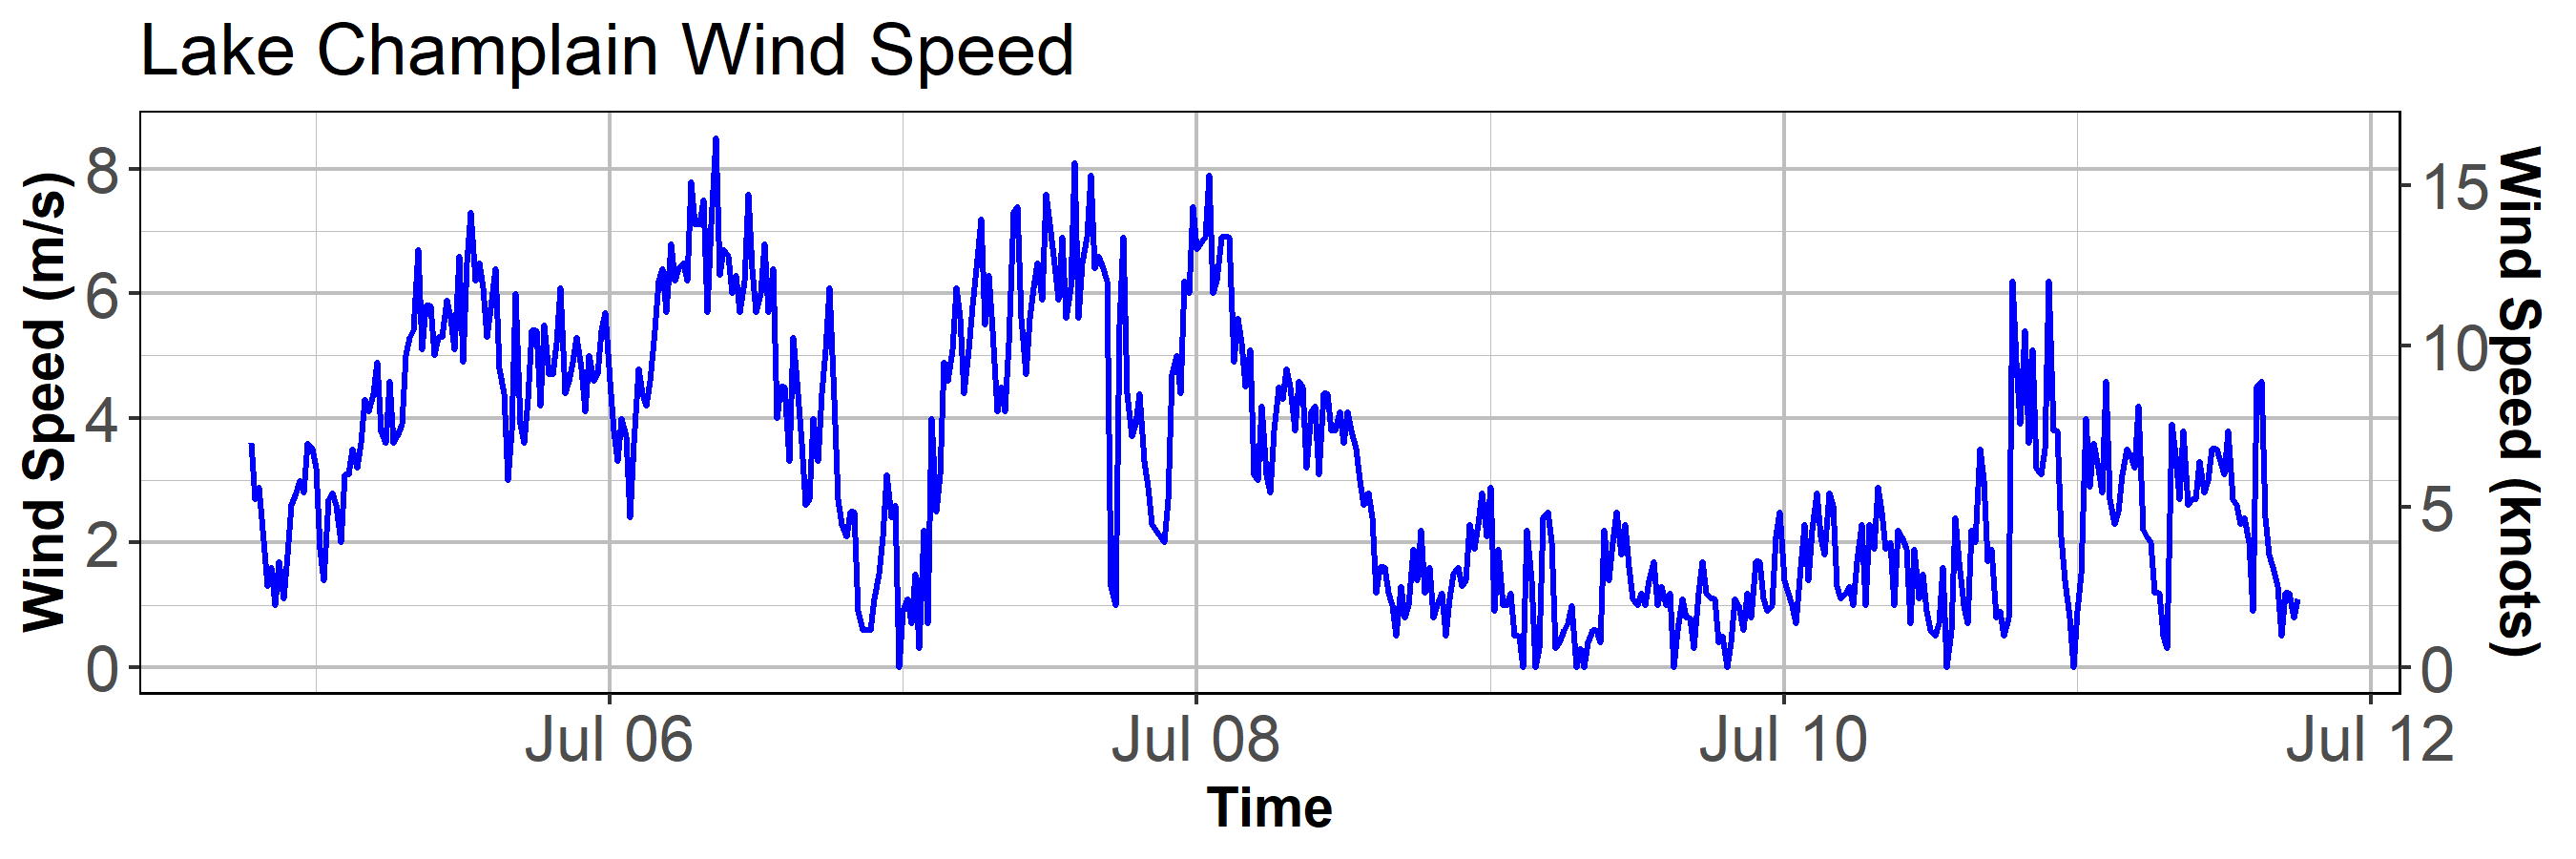 Lake Champlain Wind Speed
Wind Speed (m/s)
8
6
4
2
0
15
10
5
0
Wind Speed (knots)
Jul 06
Jul 08
Jul 10
Jul 12
Time